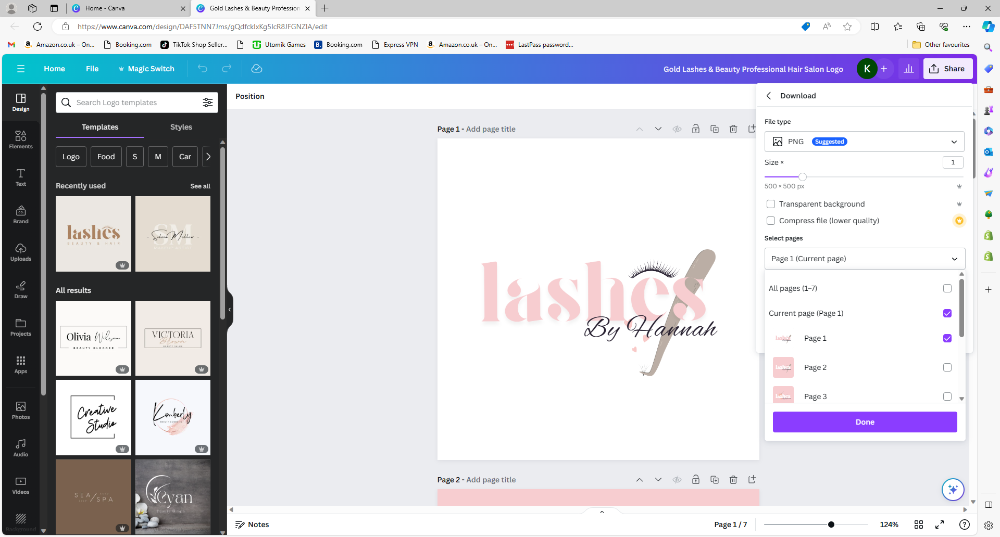 Home - Canva
Gold Lashes & Beauty Profession
https://www.canva.com/design/DAF5TNN7Jms/gQdfckIxKg5IcR8JFGNZIA/edit
Amazon.co.uk – On...
Booking.com
TikTok Shop Seller...
Utomik Games
B.
Booking.com
Express VPN
Amazon.co.uk – On...
LastPass password...
Other favourites
Home
File
Magic Switch
Gold Lashes & Beauty Professional Hair Salon Logo
K
Share
Design
Elements
Text
Brand
Uploads
Draw
Projects
Apps
Photos
Audio
Videos
Background
Search Logo templates
Templates
Styles
Logo
Food
S
M
Car
Recently used
See all
lashes
BEAUTY & HAIR
SM
- Silvia Mellow -
MAKEUP ARTIST
All results
Olivia Wilson
BEAUTY BLOGGER
VICTORIA
Brown
BEAUTY SALON
Creative
Studio
Kimberly
SEA
SPA
Cyan
Beauty & spa
Position
Page 1 - Add page title
lashes
By Hannah
Page 2 - Add page title
Download
File type
PNG
Suggested
Size ×
1
500 × 500 px
Transparent background
Compress file (lower quality)
Select pages
Page 1 (Current page)
All pages (1–7)
Current page (Page 1)
Page 1
Page 2
Page 3
Done
Notes
Page 1 / 7
124%